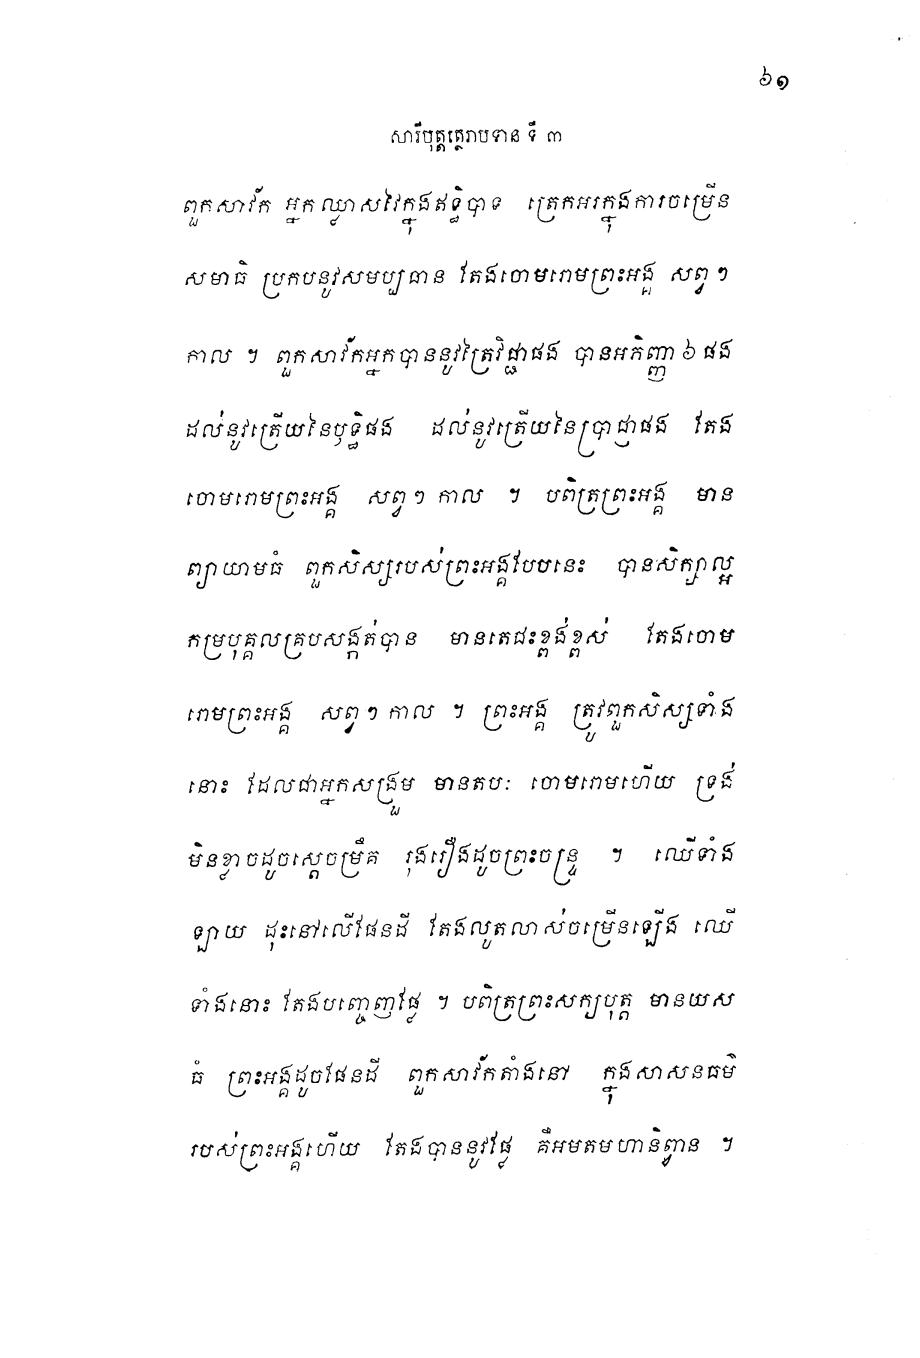 ៦១
សារីបុត្តត្ថេរាបទាន ទី ៣
ពួកសាវ័ក អ្នកឈ្លាសវៃក្នុងឥទ្ធិបាទ ត្រេកអរក្នុងការចម្រើន
សមាធិ ប្រកបនូវសមប្បធាន តែងចោមរោមព្រះអង្គ សព្វៗ
កាល ។ ពួកសាវ័កអ្នកបាននូវត្រៃវិជ្ជាផង បានអភិញ្ញា ៦ ផង
ដល់នូវត្រើយនៃឫទ្ធិផង ដល់នូវត្រើយនៃប្រាជ្ញាផង តែង
ចោមរោមព្រះអង្គ សព្វៗ កាល ។ បពិត្រព្រះអង្គ មាន
ព្យាយាមធំ ពួកសិស្សរបស់ព្រះអង្គបែបនេះ បានសិក្សាល្អ
កម្របុគ្គលគ្របសង្កត់បាន មានតេជះខ្ពង់ខ្ពស់ តែងចោម
រោមព្រះអង្គ សព្វៗ កាល ។ ព្រះអង្គ ត្រូវពួកសិស្សទាំង
នោះ ដែលជាអ្នកសង្រួម មានតបៈ ចោមរោមហើយ ទ្រង់
មិនខ្លាចដូចស្តេចម្រឹគ រុងរឿងដូចព្រះចន្ទ្រ ។ ឈើទាំង
ឡាយ ដុះនៅលើផែនដី តែងលូតលាស់ចម្រើនឡើង ឈើ
ទាំងនោះ តែងបញ្ចេញផ្លែ ។ បពិត្រព្រះសក្យបុត្ត មានយស
ធំ ព្រះអង្គដូចផែនដី ពួកសាវ័កតាំងនៅ ក្នុងសាសនធម៌
របស់ព្រះអង្គហើយ តែងបាននូវផ្លែ គឺអមតមហានិព្វាន ។